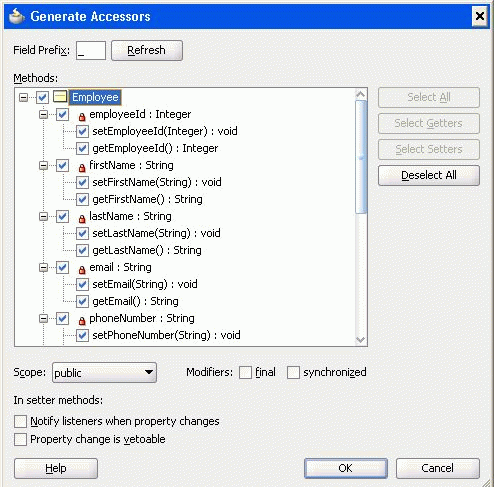 Generate Accessors
Field Prefix: _ Refresh
Methods:
Employee
employeeId : Integer
setEmployeeId(Integer) : void
getEmployeeId() : Integer
firstName : String
setFirstName(String) : void
getFirstName() : String
lastName : String
setLastName(String) : void
getLastName() : String
email : String
setEmail(String) : void
getEmail() : String
phoneNumber : String
setPhoneNumber(String) : void
Select All
Select Getters
Select Setters
Deselect All
Scope: public Modifiers: final synchronized
In setter methods:
Notify listeners when property changes
Property change is vetoable
Help OK Cancel